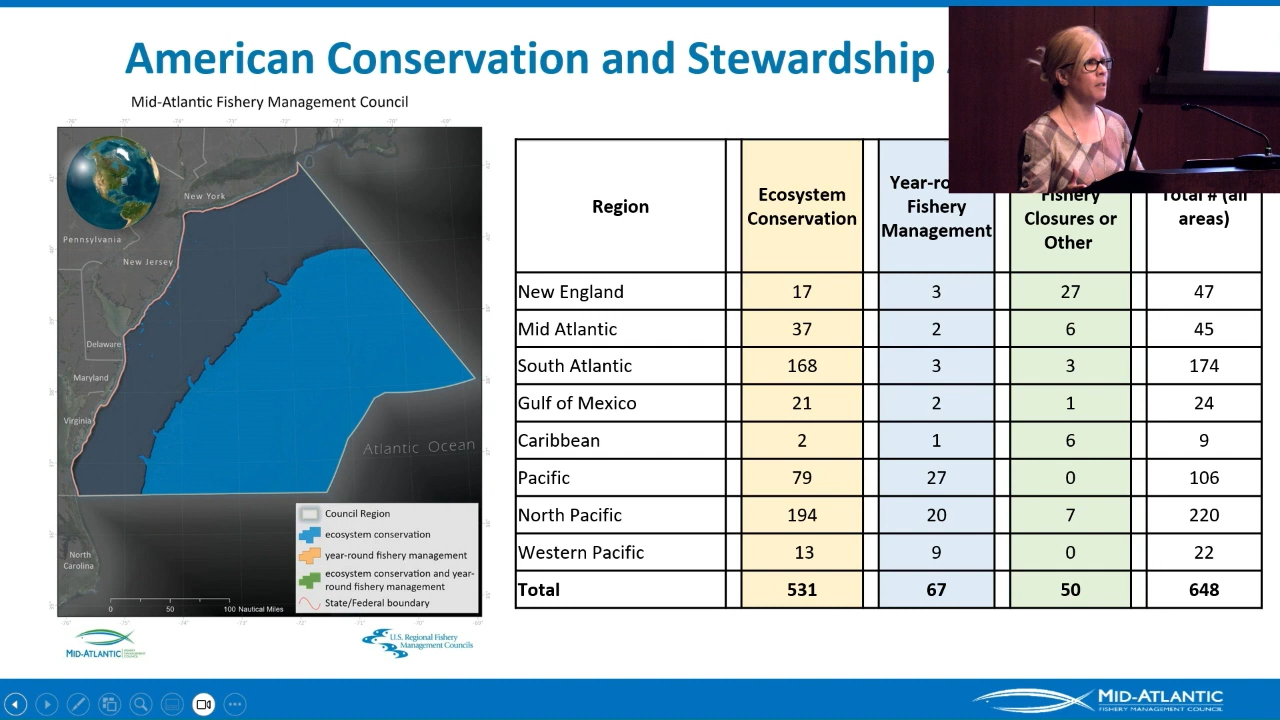 American Conservation and Stewardship
Mid-Atlantic Fishery Management Council
New York
Pennsylvania
New Jersey
Delaware
Maryland
Virginia
Atlantic Ocean
North
Carolina
Council Region
ecosystem conservation
year-round fishery management
ecosystem conservation and year-
round fishery management
State/Federal boundary
0 50 100 Nautical Miles
MID-ATLANTIC
U.S. Regional Fishery
Management Councils
Region Ecosystem Conservation Fishery Management Fishery Closures or Other Total # (all areas)
New England 17 3 27 47
Mid Atlantic 37 2 6 45
South Atlantic 168 3 3 174
Gulf of Mexico 21 2 1 24
Caribbean 2 1 6 9
Pacific 79 27 0 106
North Pacific 194 20 7 220
Western Pacific 13 9 0 22
Total 531 67 50 648
MID-ATLANTIC
FISHERY MANAGEMENT COUNCIL